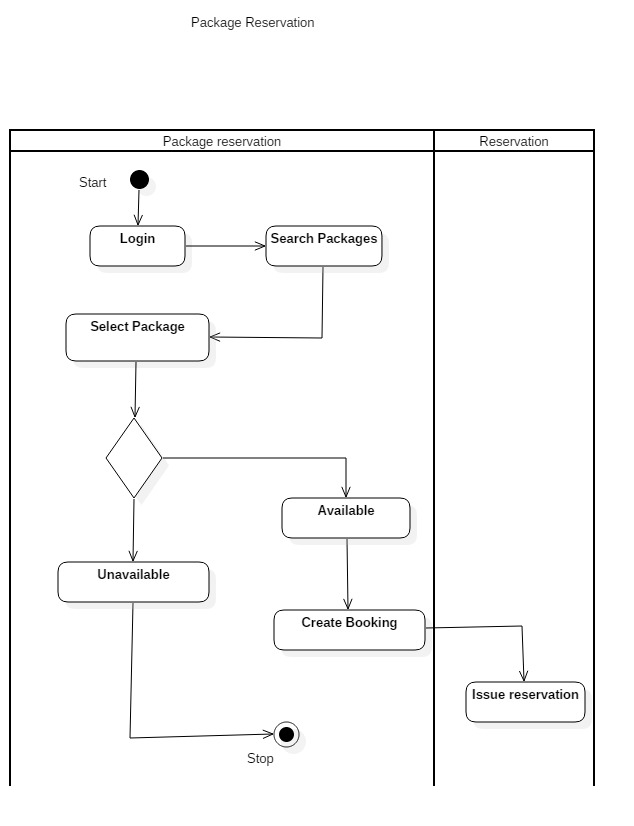 Package Reservation
Package reservation
Reservation
Start
Login
Search Packages
Select Package
Available
Unavailable
Create Booking
Issue reservation
Stop